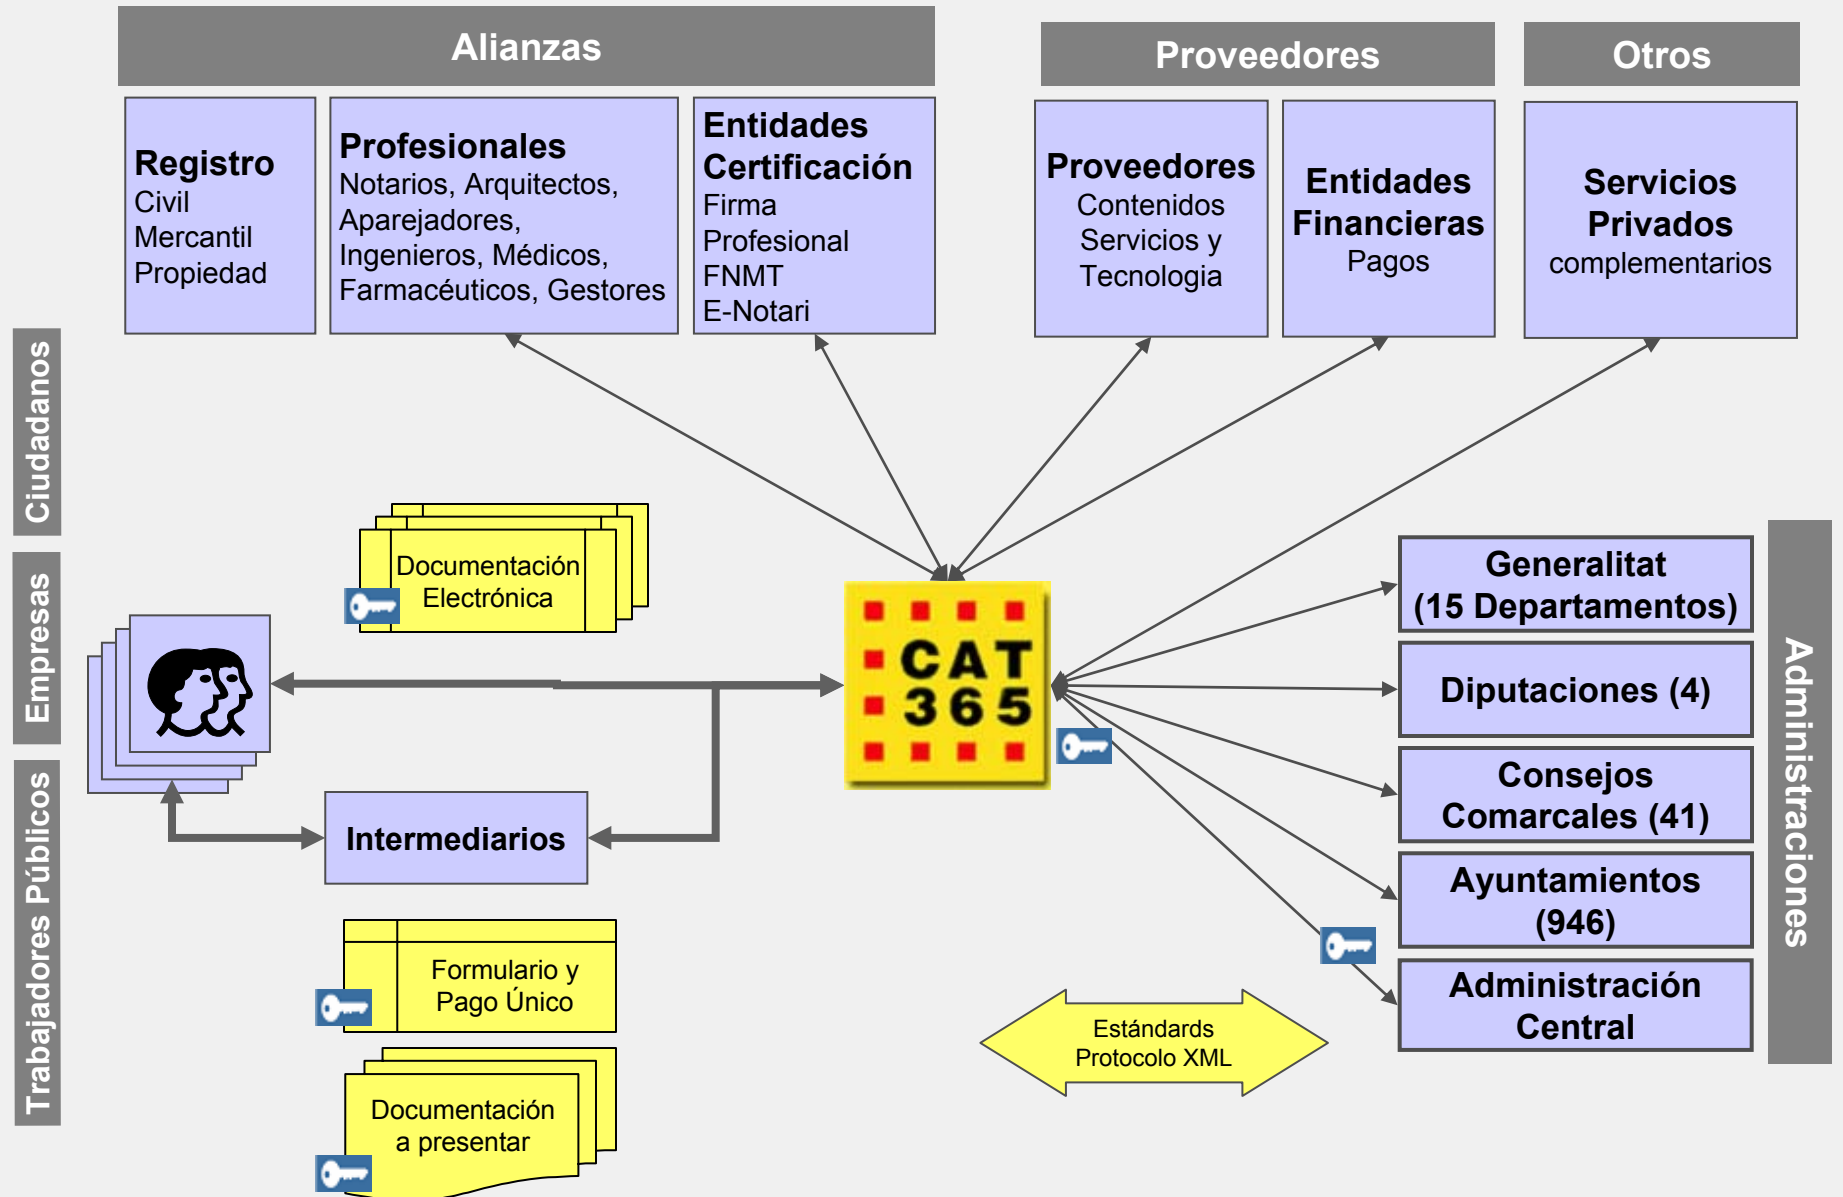 Alianzas
Proveedores
Otros
Registro
Civil
Mercantil
Propiedad
Profesionales
Notarios, Arquitectos,
Aparejadores,
Ingenieros, Médicos,
Farmacéuticos, Gestores
Entidades
Certificación
Firma
Profesional
FNMT
E-Notari
Proveedores
Contenidos
Servicios y
Tecnologia
Entidades
Financieras
Pagos
Servicios
Privados
complementarios
Ciudadanos
Empresas
Trabajadores Públicos
Documentación
Electrónica
CAT
365
Intermediarios
Formulario y
Pago Único
Documentación
a presentar
Estándards
Protocolo XML
Generalitat
(15 Departamentos)
Diputaciones (4)
Consejos
Comarcales (41)
Ayuntamientos
(946)
Administración
Central
Administraciones